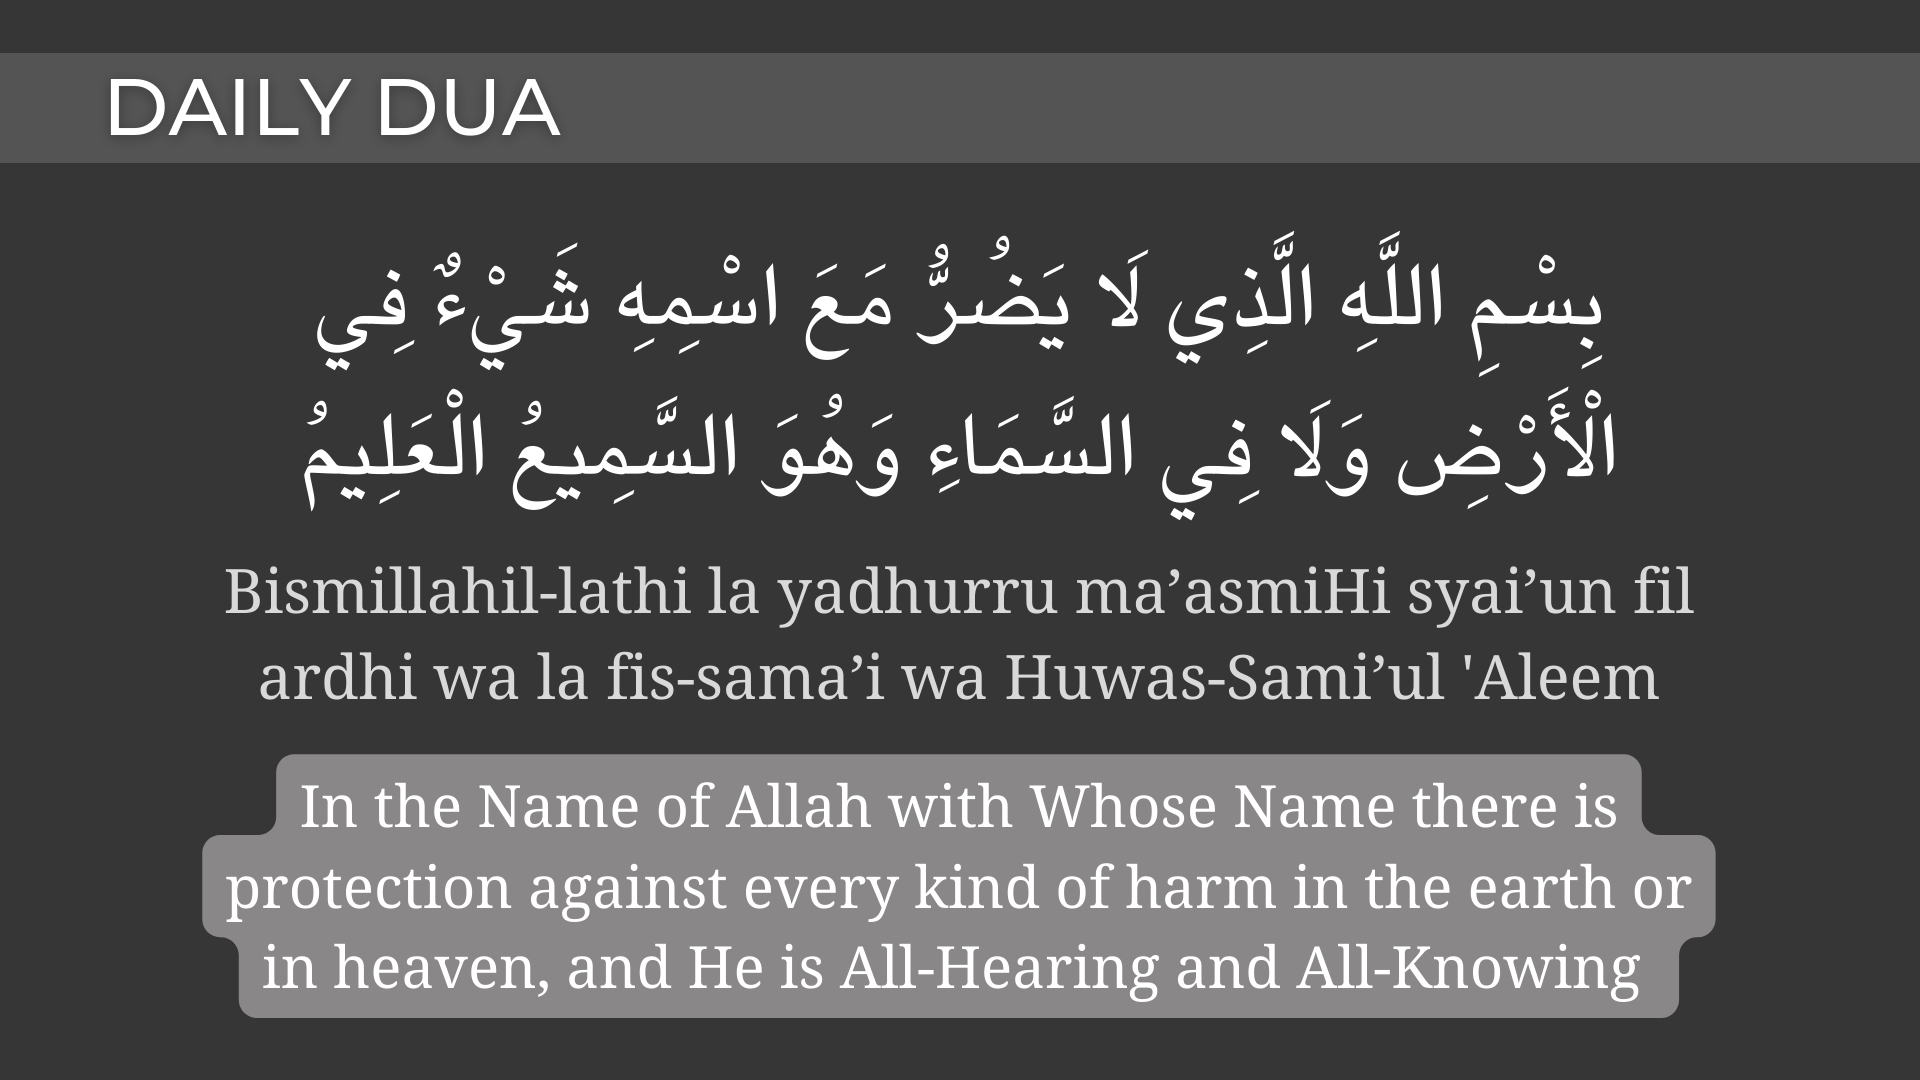 DAILY DUA
بِسْمِ اللَّهِ الَّذِي لَا يَضُرُّ مَعَ اسْمِهِ شَيْءٌ فِي
الْأَرْضِ وَلَا فِي السَّمَاءِ وَهُوَ السَّمِيعُ الْعَلِيمُ
Bismillahil-lathi la yadhurru ma’asmiHi syai’un fil
ardhi wa la fis-sama’i wa Huwas-Sami’ul 'Aleem
In the Name of Allah with Whose Name there is
protection against every kind of harm in the earth or
in heaven, and He is All-Hearing and All-Knowing